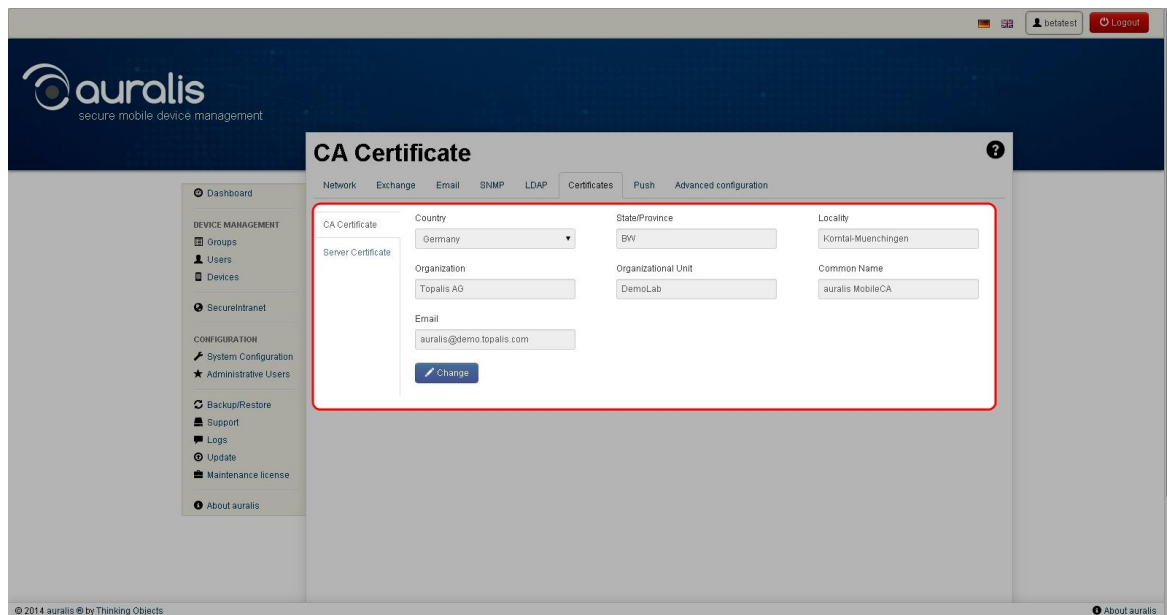 betatest Logout
auralis
secure mobile device management
CA Certificate
Network Exchange Email SNMP LDAP Certificates Push Advanced configuration
Dashboard
DEVICE MANAGEMENT
Groups
Users
Devices
SecureIntranet
CONFIGURATION
System Configuration
Administrative Users
Backup/Restore
Support
Logs
Update
Maintenance license
About auralis
CA Certificate
Server Certificate
Country State/Province Locality
Germany BW Korntal-Muenchingen
Organization Organizational Unit Common Name
Topalis AG DemoLab auralis MobileCA
Email
auralis@demo.topalis.com
Change
© 2014 auralis ® by Thinking Objects About auralis